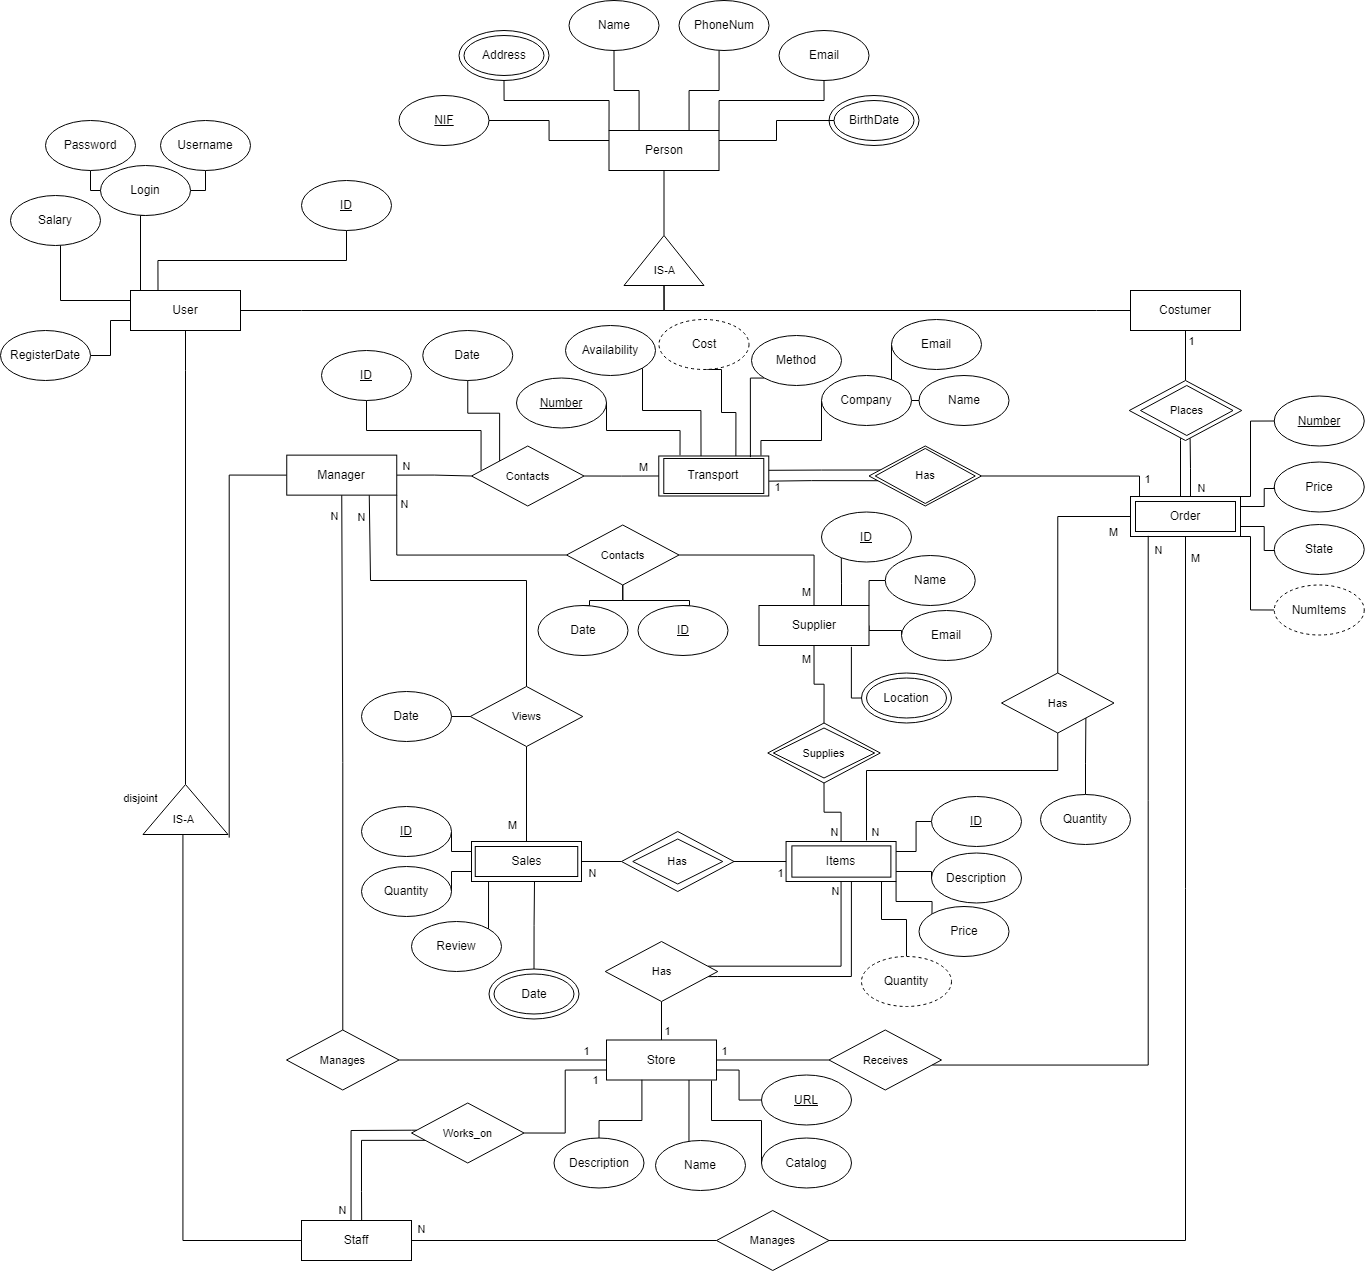 Name
PhoneNum
Address
Email
NIF
BirthDate
Password
Username
Person
Login
ID
Salary
IS-A
User
Costumer
RegisterDate
1
Availability
Cost
Method
Email
ID
Date
Number
Company
Name
Places
Number
Manager
N
Contacts
M
Transport
1
Has
1
N
Price
Order
N
N
N
M
N
M
State
Contacts
ID
Name
NumItems
M
Date
ID
Supplier
Email
M
Location
Date
Views
Has
Supplies
disjoint
IS-A
M
ID
Quantity
N
N
ID
Sales
N
Has
1
Items
N
Description
Quantity
Review
Price
Date
Has
Quantity
1
Manages
1
Store
1
Receives
1
URL
Works_on
Description
Name
Catalog
N
Staff
N
Manages